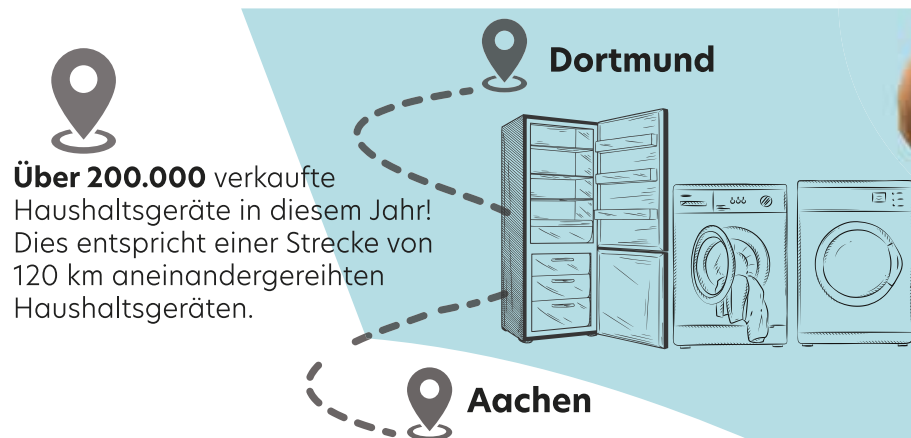 Dortmund
Über 200.000 verkaufte
Haushaltsgeräte in diesem Jahr!
Dies entspricht einer Strecke von
120 km aneinandergereihten
Haushaltsgeräten.
Aachen